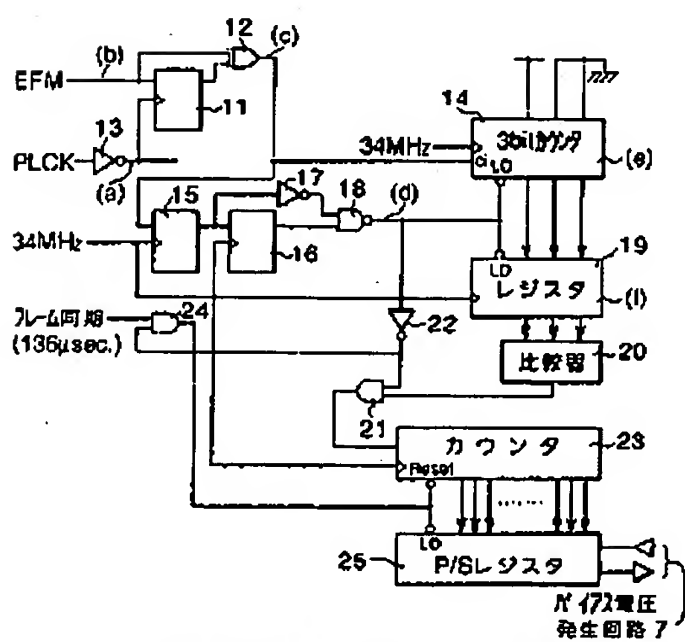 12
(b)
(c)
EFM
11
14
13
34MHz
3bitカウンタ
(e)
PLCK
(a)
ci
LD
15
17
18
(d)
34MHz
16
19
LD
レジスタ
(f)
フレーム同期
24
(136μsec.)
22
比較器
20
21
カウンタ
23
Reset
.......
LD
25
P/Sレジスタ
バイアス電圧
発生回路7